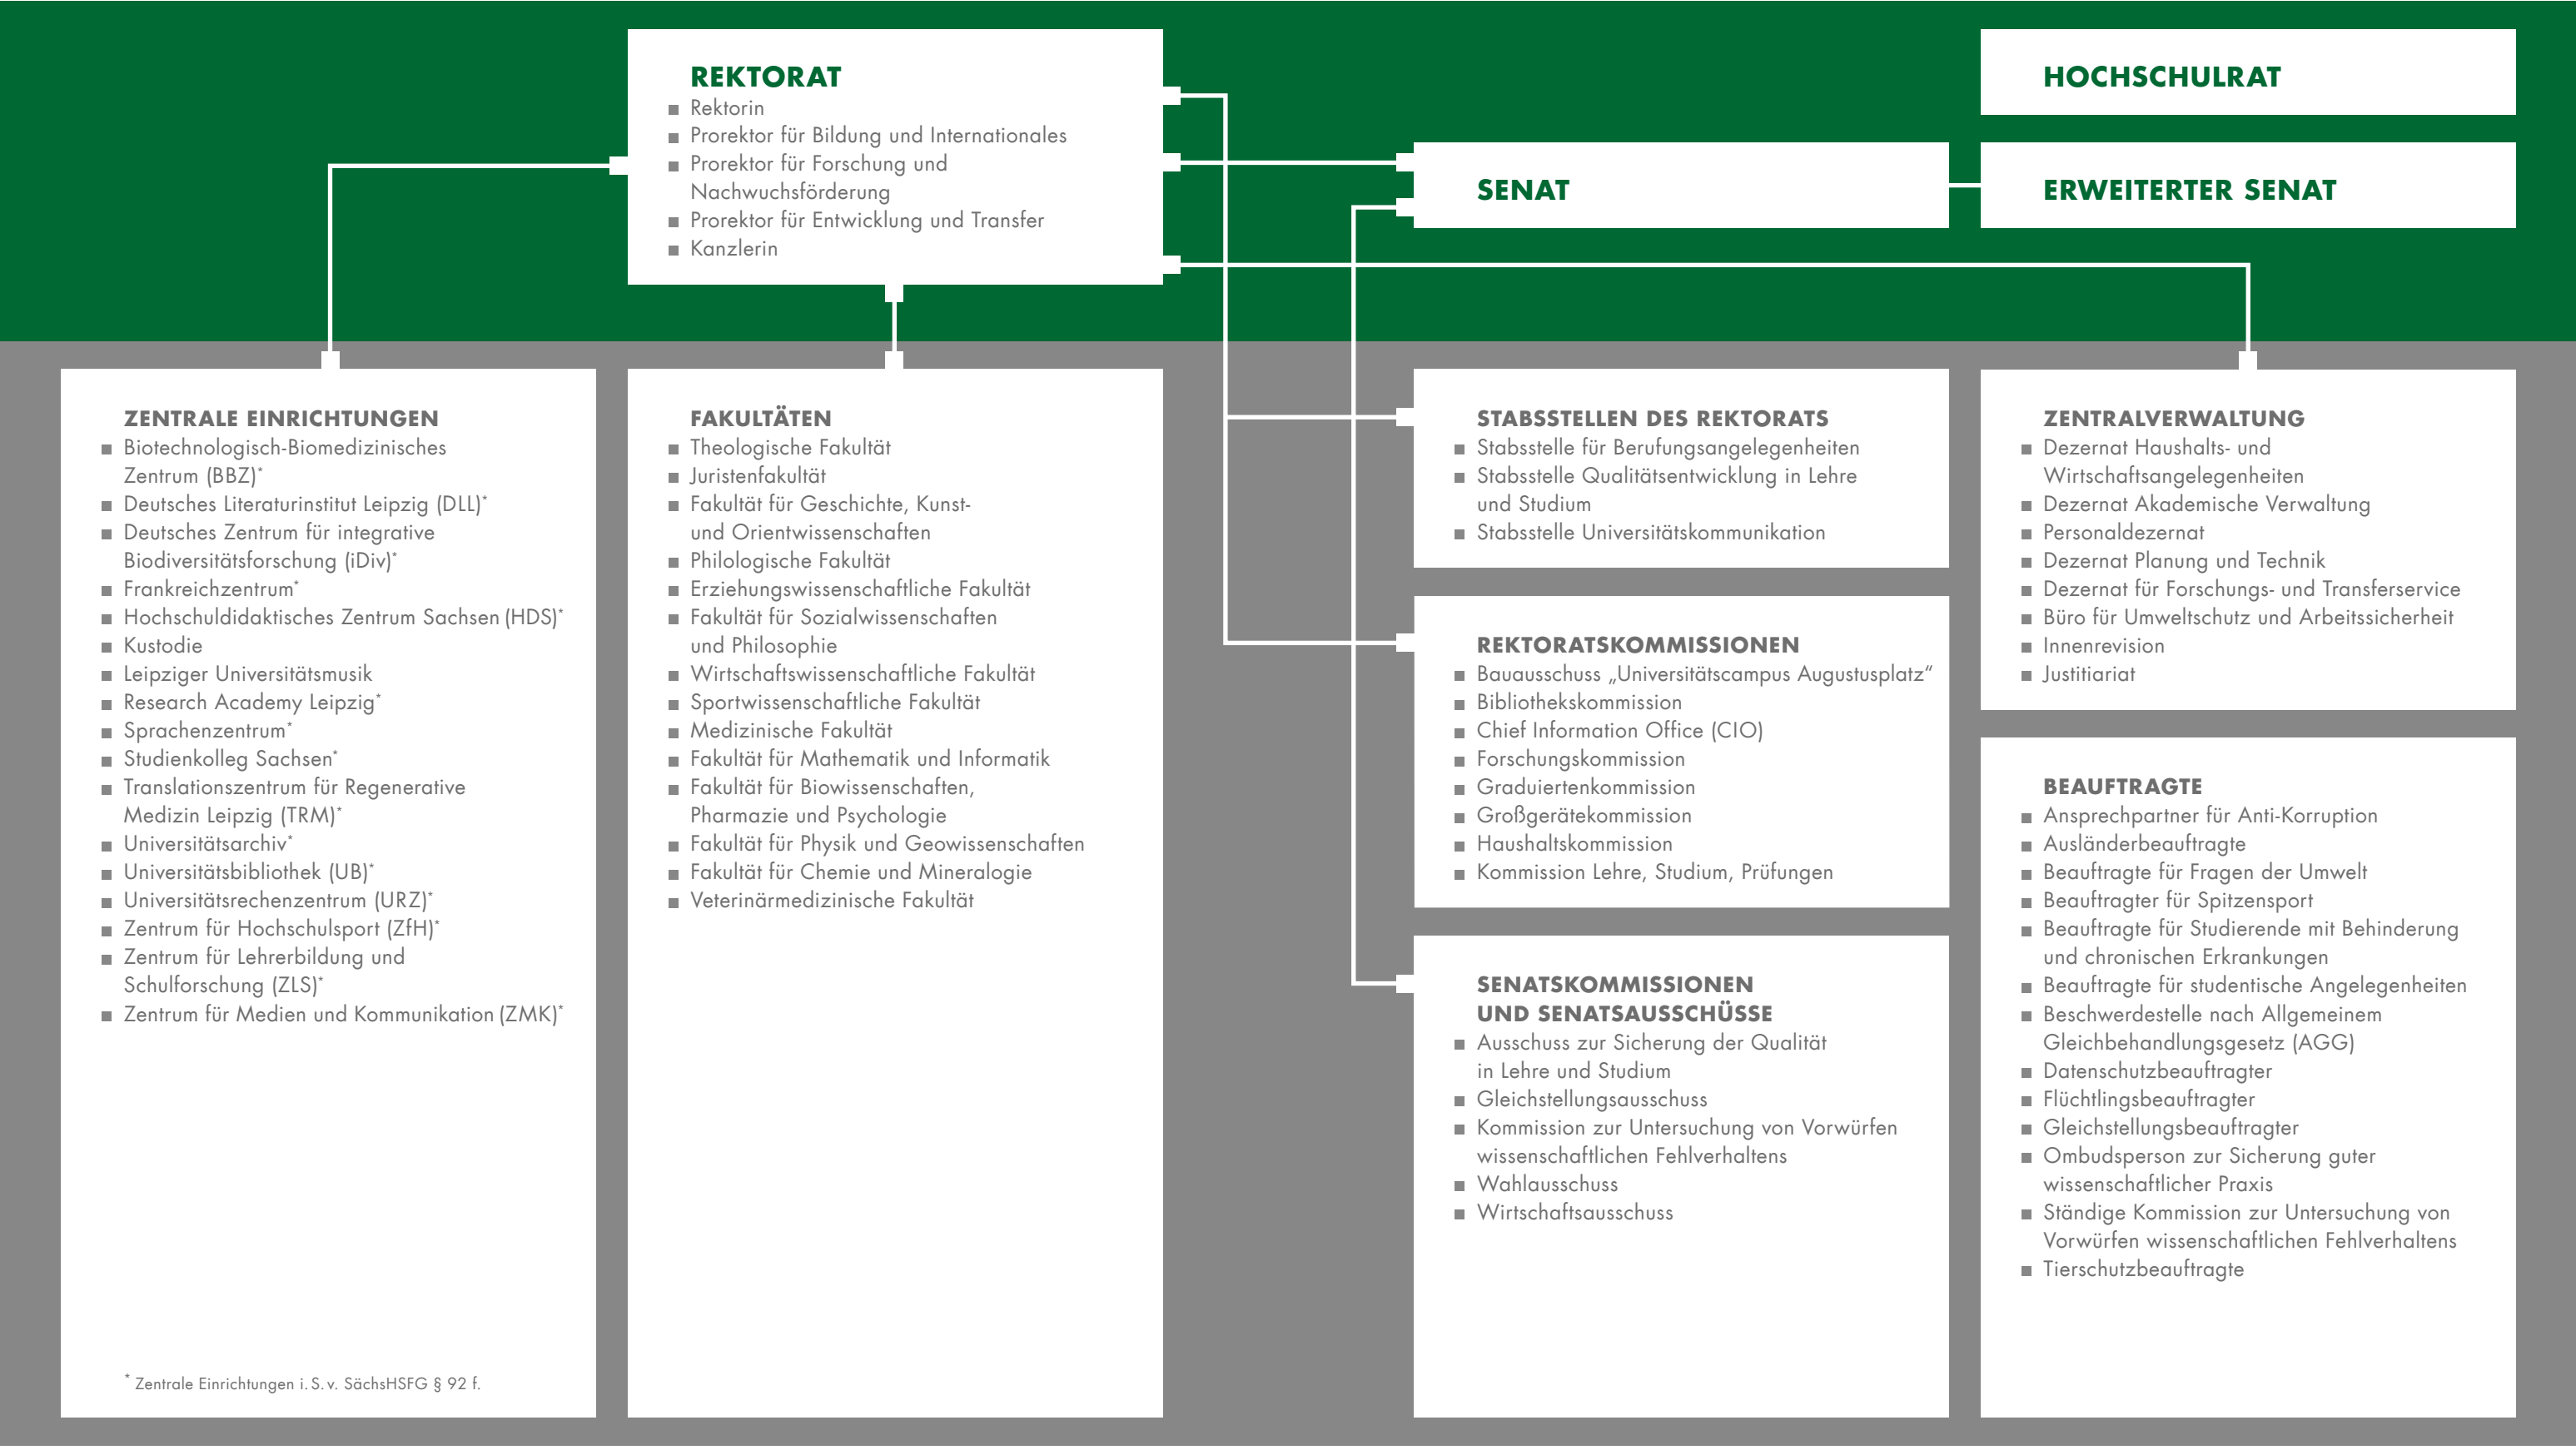 REKTORAT
Rektorin
Prorektor für Bildung und Internationales
Prorektor für Forschung und
Nachwuchsförderung
Prorektor für Entwicklung und Transfer
Kanzlerin
HOCHSCHULRAT
SENAT
ERWEITERTER SENAT
ZENTRALE EINRICHTUNGEN
Biotechnologisch-Biomedizinisches
Zentrum (BBZ)*
Deutsches Literaturinstitut Leipzig (DLL)*
Deutsches Zentrum für integrative
Biodiversitätsforschung (iDiv)*
Frankreichzentrum*
Hochschuldidaktisches Zentrum Sachsen (HDS)*
Kustodie
Leipziger Universitätsmusik
Research Academy Leipzig*
Sprachenzentrum*
Studienkolleg Sachsen*
Translationszentrum für Regenerative
Medizin Leipzig (TRM)*
Universitätsarchiv*
Universitätsbibliothek (UB)*
Universitätsrechenzentrum (URZ)*
Zentrum für Hochschulsport (ZfH)*
Zentrum für Lehrerbildung und
Schulforschung (ZLS)*
Zentrum für Medien und Kommunikation (ZMK)*
* Zentrale Einrichtungen i. S. v. SächsHSFG § 92 f.
FAKULTÄTEN
Theologische Fakultät
Juristenfakultät
Fakultät für Geschichte, Kunst-
und Orientwissenschaften
Philologische Fakultät
Erziehungswissenschaftliche Fakultät
Fakultät für Sozialwissenschaften
und Philosophie
Wirtschaftswissenschaftliche Fakultät
Sportwissenschaftliche Fakultät
Medizinische Fakultät
Fakultät für Mathematik und Informatik
Fakultät für Biowissenschaften,
Pharmazie und Psychologie
Fakultät für Physik und Geowissenschaften
Fakultät für Chemie und Mineralogie
Veterinärmedizinische Fakultät
STABSSTELLEN DES REKTORATS
Stabsstelle für Berufungsangelegenheiten
Stabsstelle Qualitätsentwicklung in Lehre
und Studium
Stabsstelle Universitätskommunikation
REKTORATSKOMMISSIONEN
Bauausschuss „Universitätscampus Augustusplatz“
Bibliothekskommission
Chief Information Office (CIO)
Forschungskommission
Graduiertenkommission
Großgerätekommission
Haushaltskommission
Kommission Lehre, Studium, Prüfungen
SENATSKOMMISSIONEN
UND SENATSAUSSCHÜSSE
Ausschuss zur Sicherung der Qualität
in Lehre und Studium
Gleichstellungsausschuss
Kommission zur Untersuchung von Vorwürfen
wissenschaftlichen Fehlverhaltens
Wahlausschuss
Wirtschaftsausschuss
ZENTRALVERWALTUNG
Dezernat Haushalts- und
Wirtschaftsangelegenheiten
Dezernat Akademische Verwaltung
Personaldezernat
Dezernat Planung und Technik
Dezernat für Forschungs- und Transferservice
Büro für Umweltschutz und Arbeitssicherheit
Innenrevision
Justitiariat
BEAUFTRAGTE
Ansprechpartner für Anti-Korruption
Ausländerbeauftragte
Beauftragte für Fragen der Umwelt
Beauftragter für Spitzensport
Beauftragte für Studierende mit Behinderung
und chronischen Erkrankungen
Beauftragte für studentische Angelegenheiten
Beschwerdestelle nach Allgemeinem
Gleichbehandlungsgesetz (AGG)
Datenschutzbeauftragter
Flüchtlingsbeauftragter
Gleichstellungsbeauftragter
Ombudsperson zur Sicherung guter
wissenschaftlicher Praxis
Ständige Kommission zur Untersuchung von
Vorwürfen wissenschaftlichen Fehlverhaltens
Tierschutzbeauftragte